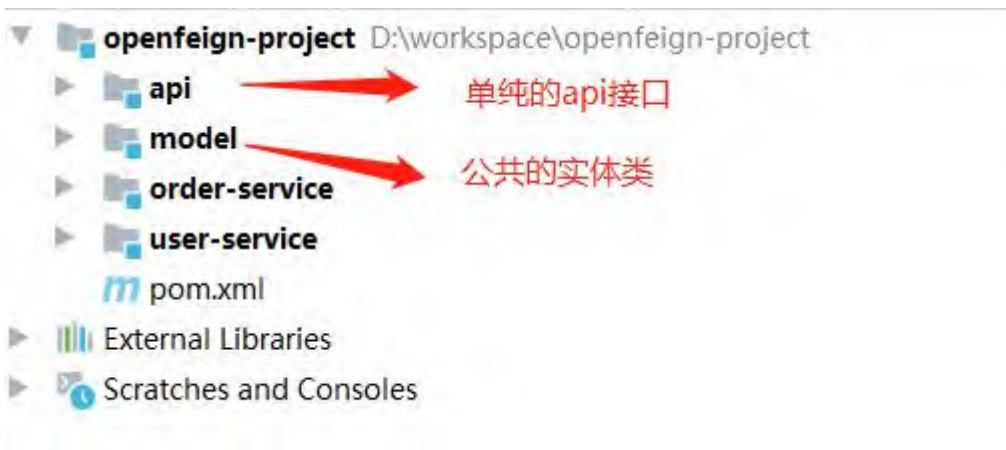 openfeign-project D:\workspace\openfeign-project
api 单纯的api接口
model
公共的实体类
order-service
user-service
m pom.xml
External Libraries
Scratches and Consoles